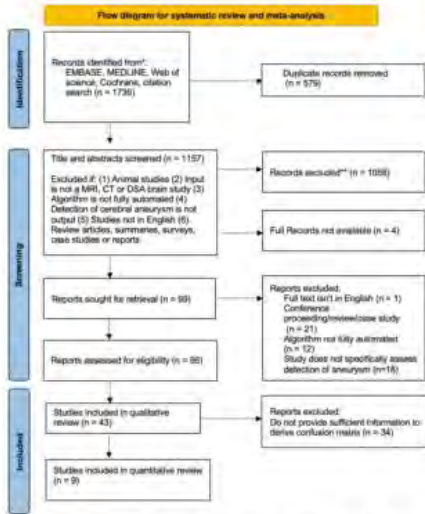 Flow diagram for systematic review and meta-analysis
Identification
Records identified from*:
EMBASE, MEDLINE, Web of
science, Cochrane, citation
search (n = 1736)
Duplicate records removed
(n = 579)
Screening
Title and abstracts screened (n = 1157)
Excluded if: (1) Animal studies (2) Input
is not a MRI, CT or DSA brain study (3)
Algorithm is not fully automated (4)
Detection of cerebral aneurysm is not
output (5) Studies not in English (6)
Review articles, summaries, surveys,
case studies or reports
Records excluded** (n = 1058)
Full Records not available (n = 4)
Reports sought for retrieval (n = 99)
Reports excluded:
Full text isn't in English (n = 1)
Conference
proceeding/review/case study
(n = 21)
Algorithm not fully automated
(n = 12)
Study does not specifically assess
detection of aneurysm (n=18)
Reports assessed for eligibility (n = 95)
Included
Studies included in qualitative
review (n = 43)
Reports excluded:
Do not provide sufficient information to
derive confusion matrix (n = 34)
Studies included in quantitative review
(n = 9)